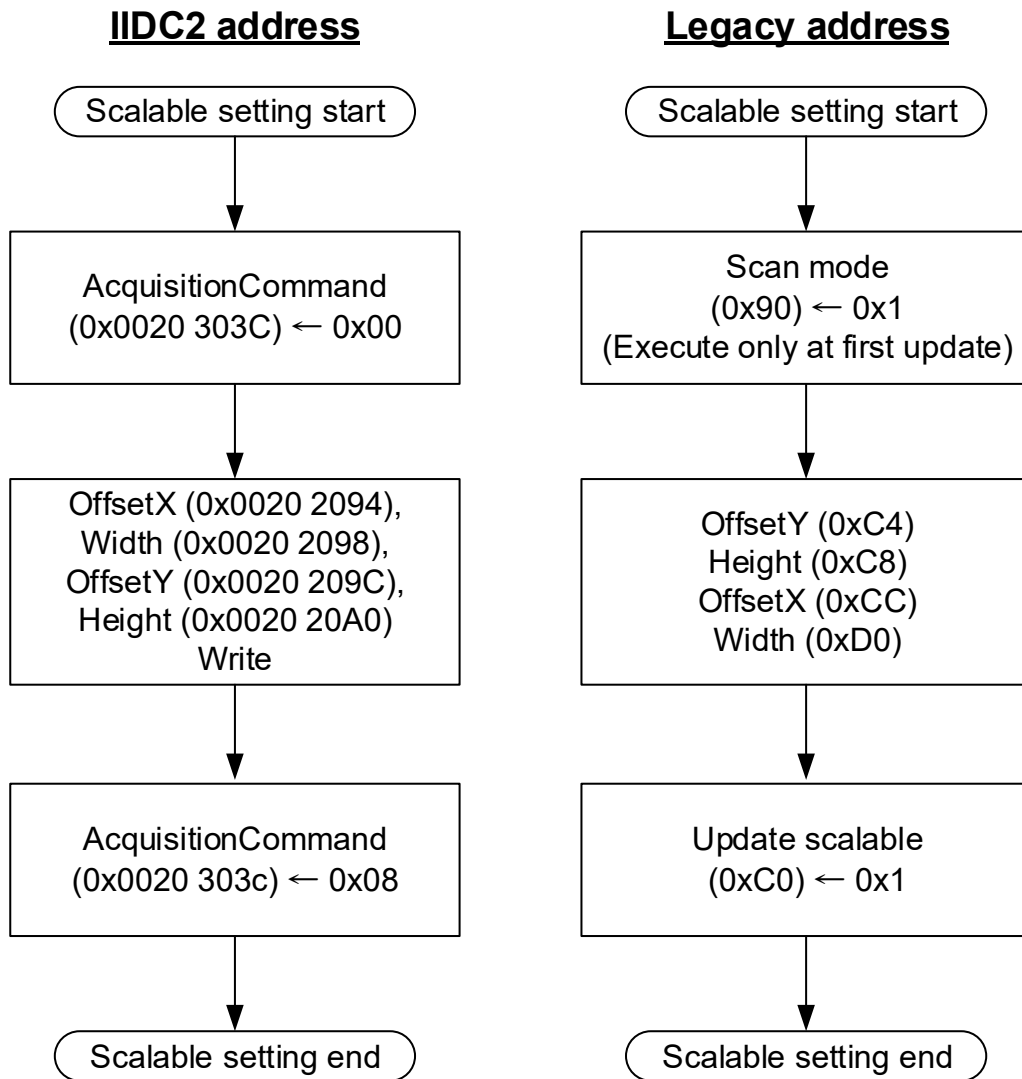 IIDC2 address
Scalable setting start
AcquisitionCommand
(0x0020 303C) ← 0x00
OffsetX (0x0020 2094),
Width (0x0020 2098),
OffsetY (0x0020 209C),
Height (0x0020 20A0)
Write
AcquisitionCommand
(0x0020 303c) ← 0x08
Scalable setting end
Legacy address
Scalable setting start
Scan mode
(0x90) ← 0x1
(Execute only at first update)
OffsetY (0xC4)
Height (0xC8)
OffsetX (0xCC)
Width (0xD0)
Update scalable
(0xC0) ← 0x1
Scalable setting end